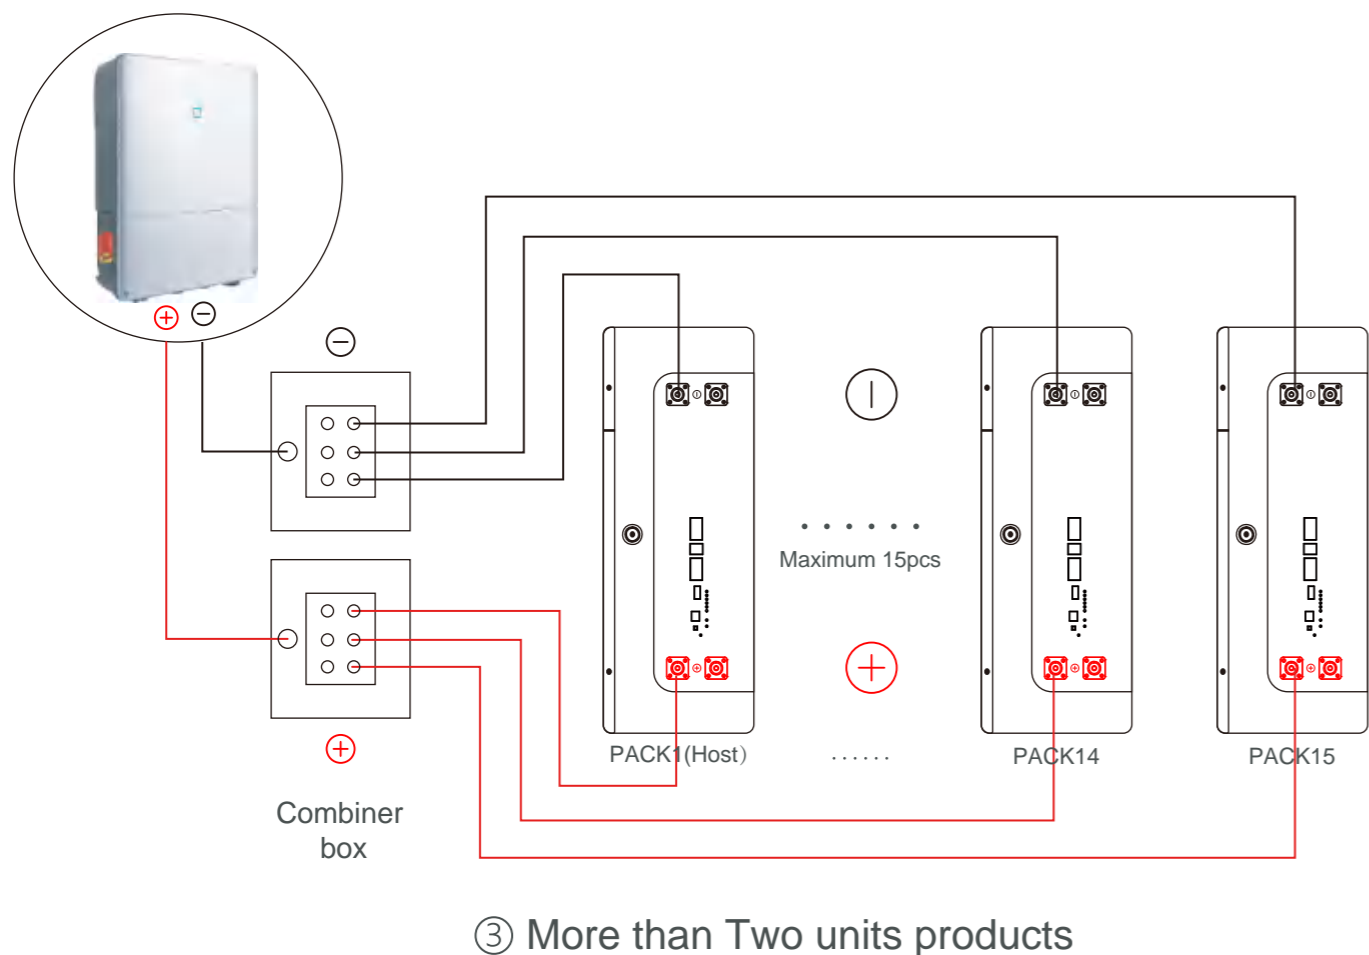 Maximum 15pcs
PACK1(Host）
......
PACK14
PACK15
Combiner
box
③ More than Two units products